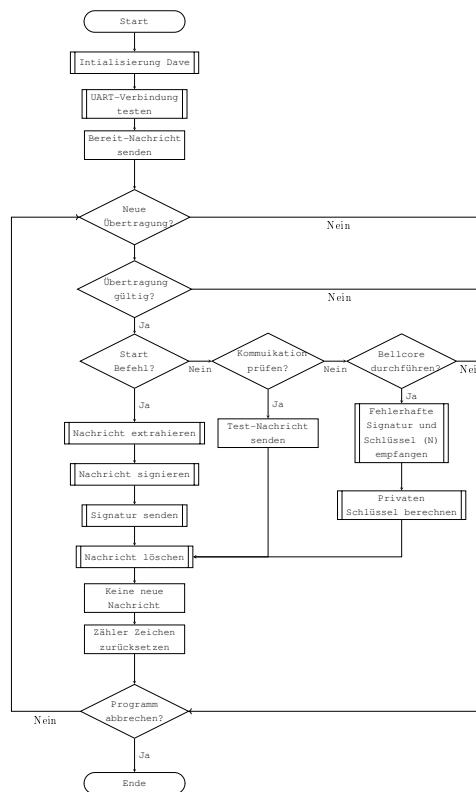 Start
Intialisierung Dave
UART-Verbindung
testen
Bereit-Nachricht
senden
Neue
Übertragung?
Nein
Übertragung
gültig?
Nein
Ja
Start
Befehl?
Nein
Kommuikation
prüfen?
Nein
Bellcore
durchführen?
Nei
Ja
Ja
Ja
Nachricht extrahieren
Test-Nachricht
senden
Fehlerhafte
Signatur und
Schlüssel (N)
empfangen
Nachricht signieren
Signatur senden
Privaten
Schlüssel berechnen
Nachricht löschen
Keine neue
Nachricht
Zähler Zeichen
zurücksetzen
Programm
abbrechen?
Nein
Ja
Ende